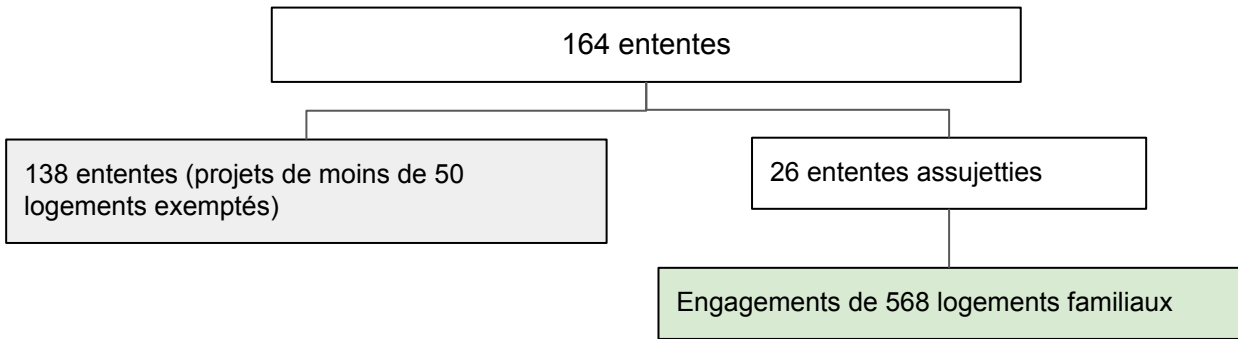 164 ententes
138 ententes (projets de moins de 50
logements exemptés)
26 ententes assujetties
Engagements de 568 logements familiaux